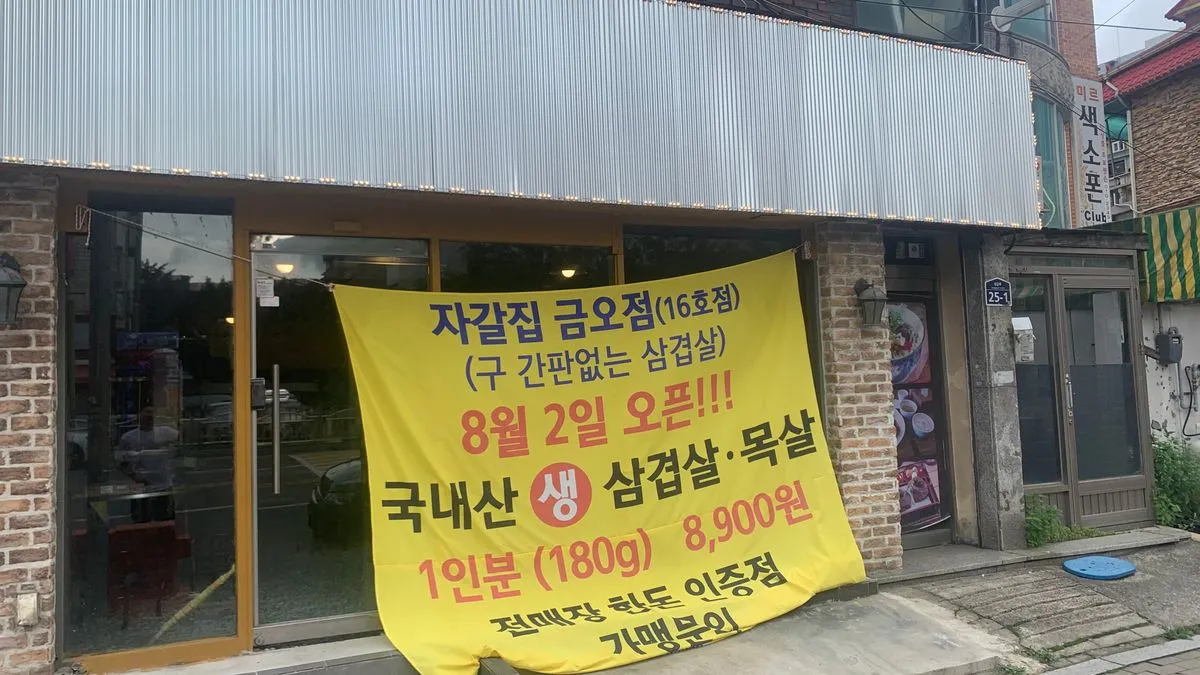 자갈집 금오점(16호점)
(구 간판없는 삼겹살)
8월 2일 오픈!!!
국내산 생 삼겹살·목살
1인분(180g) 8,900원
전매장 한돈 인증점
가맹문의
미르
색소폰
Club
25-1